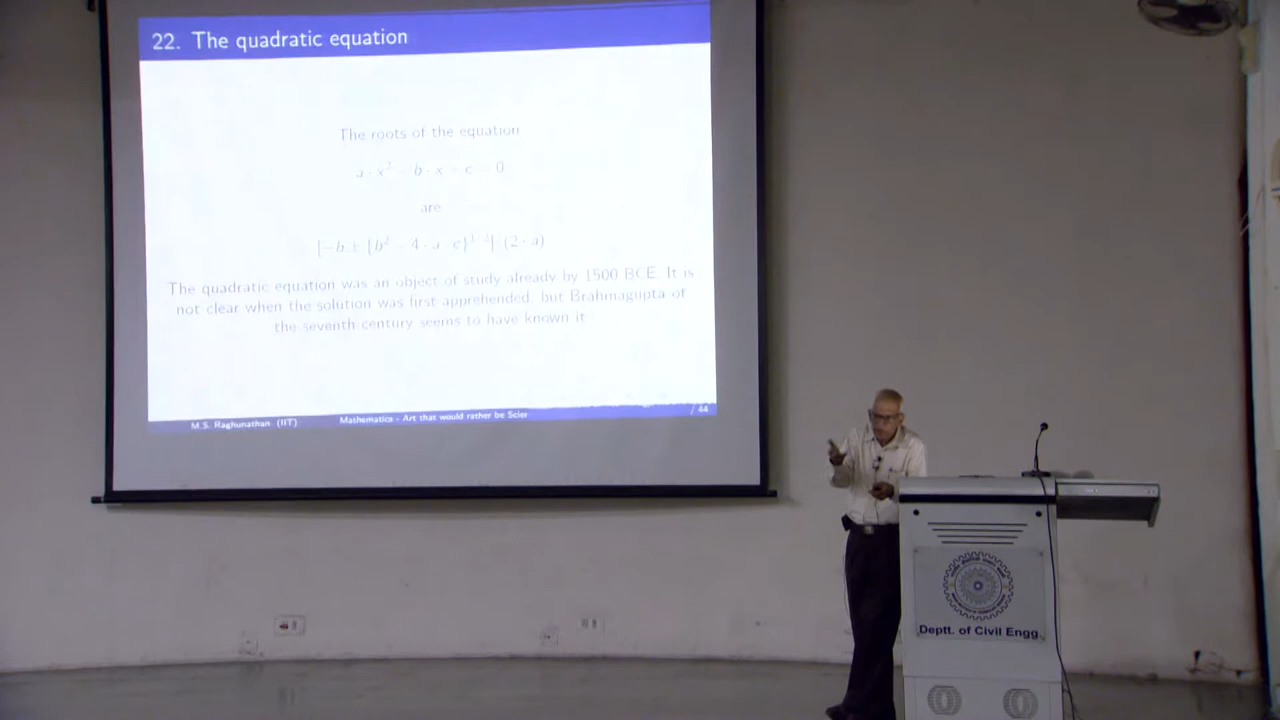 22. The quadratic equation
The roots of the equation
a · x² b · x c 0
are
[−b ± {b² − 4 · a c} (2 · a)
The quadratic equation was an object of study already by 1500 BCE. It is
not clear when the solution was first apprehended, but Brahmagupta of
the seventh century seems to have known it
M.S. Raghunathan (IIT) Mathematics - Art that would rather be Scier / 44
Deptt. of Civil Engg.